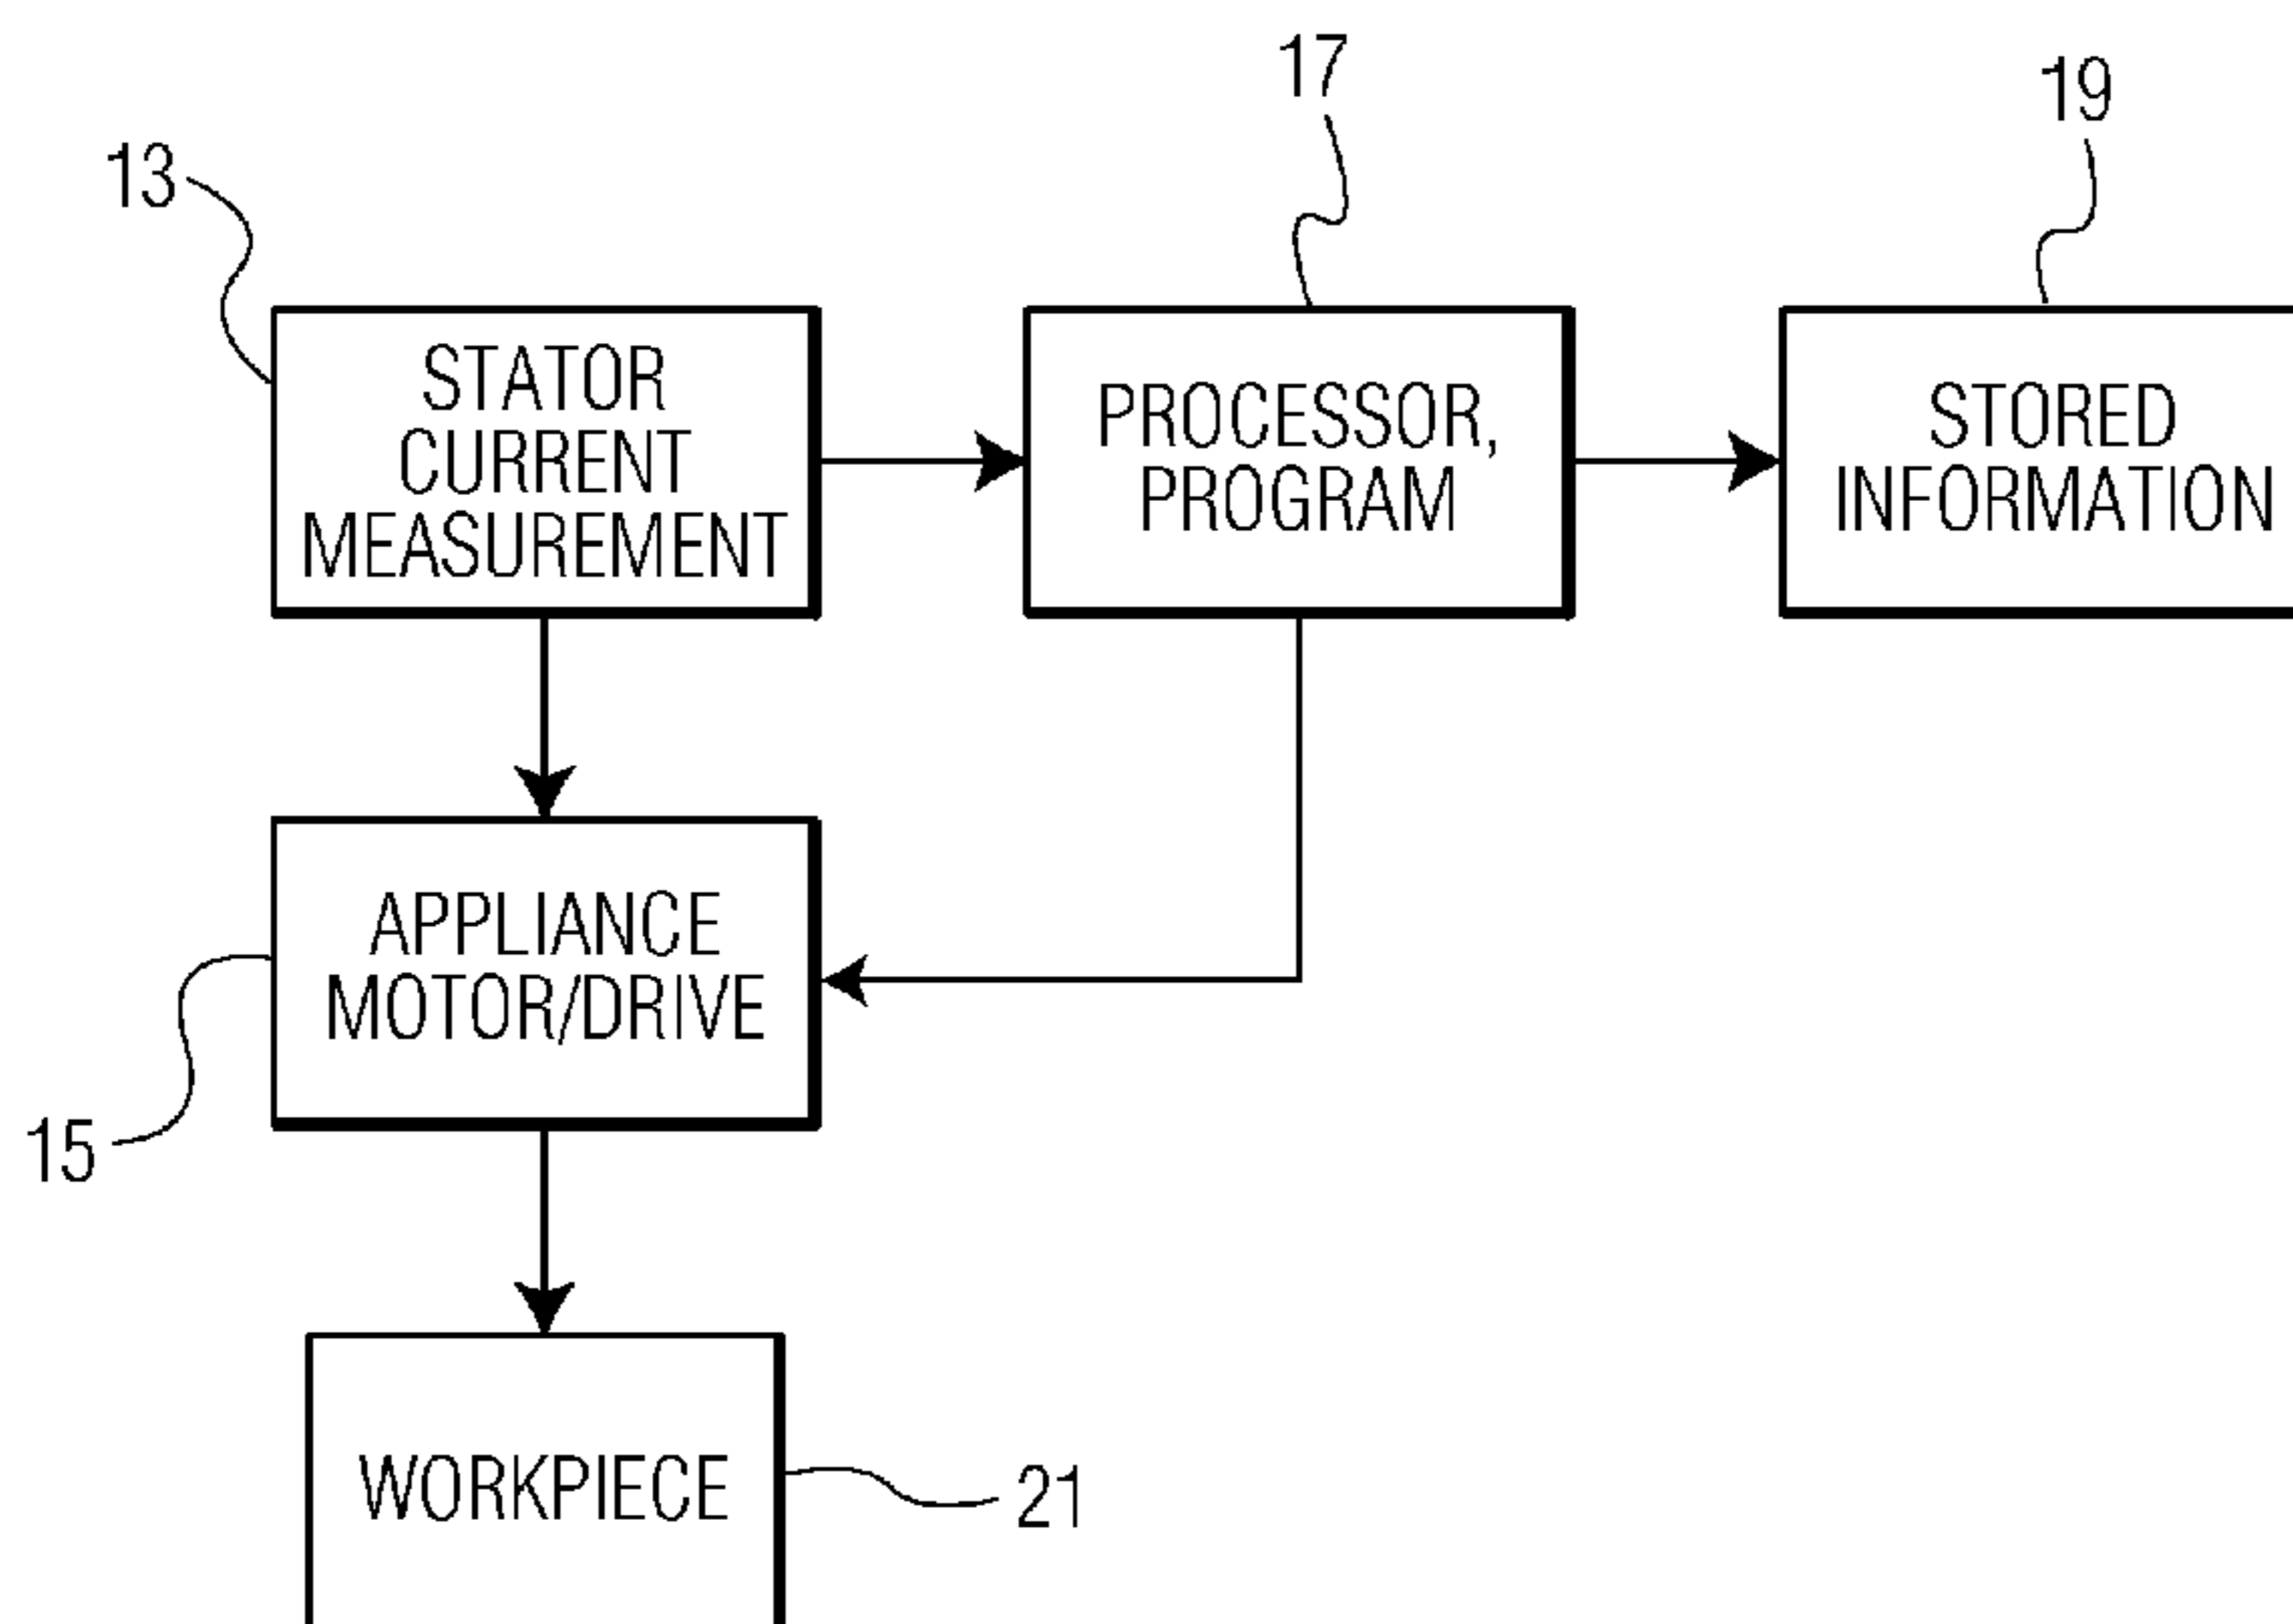 17
19
13
STATOR
CURRENT
MEASUREMENT
PROCESSOR,
PROGRAM
STORED
INFORMATION
APPLIANCE
MOTOR/DRIVE
15
WORKPIECE
21